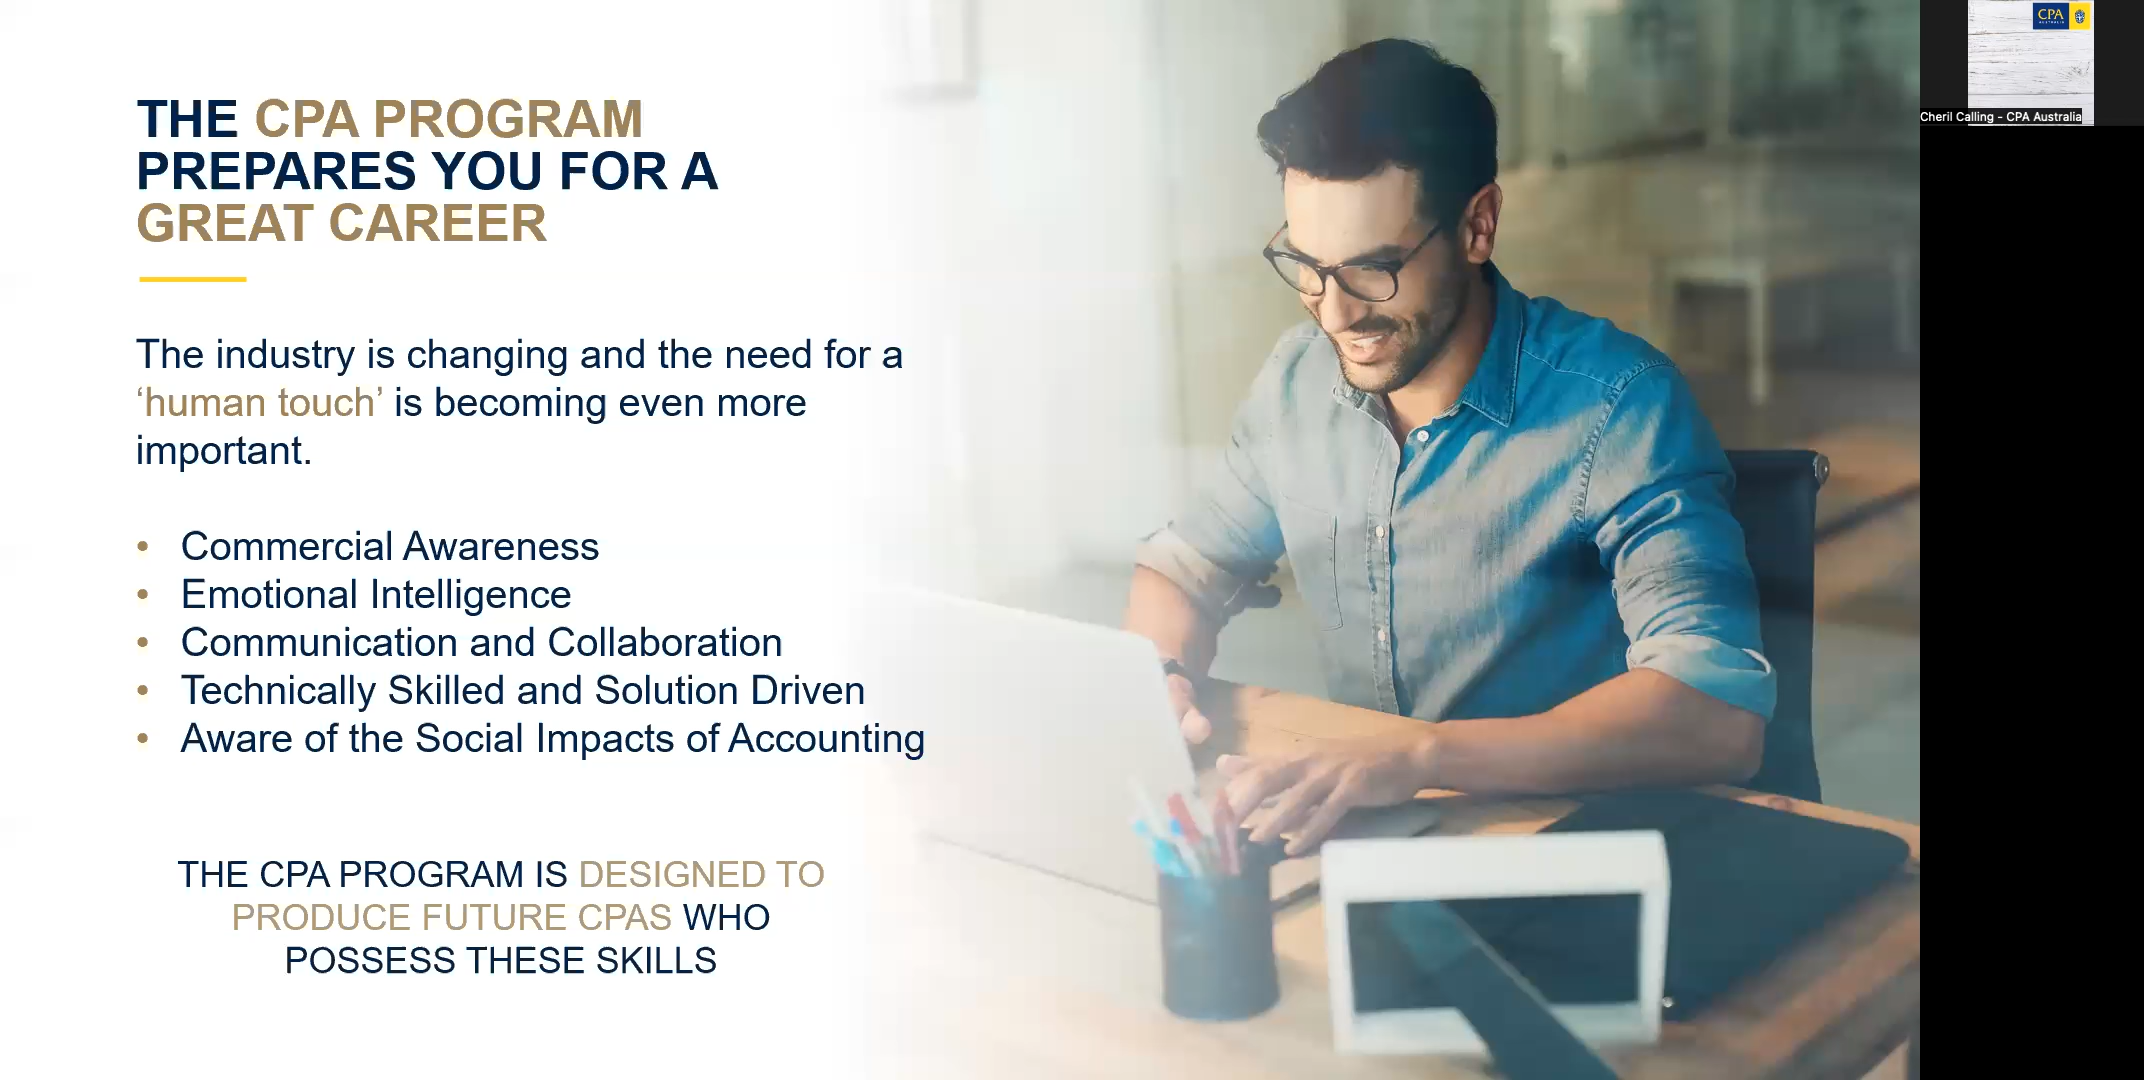 THE CPA PROGRAM
PREPARES YOU FOR A
GREAT CAREER
The industry is changing and the need for a
‘human touch’ is becoming even more
important.
• Commercial Awareness
• Emotional Intelligence
• Communication and Collaboration
• Technically Skilled and Solution Driven
• Aware of the Social Impacts of Accounting
THE CPA PROGRAM IS DESIGNED TO
PRODUCE FUTURE CPAS WHO
POSSESS THESE SKILLS
CPA
AUSTRALIA
Cheril Calling - CPA Australia